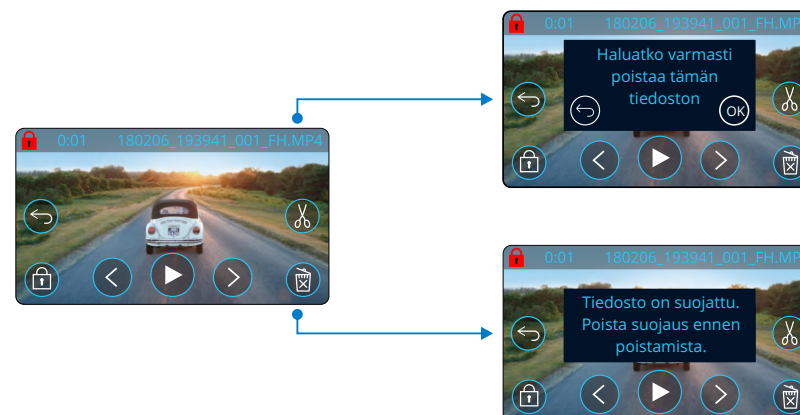 0:01 180206_193941_001_FH.MP
Haluatko varmasti
poistaa tämän
tiedoston
OK
0:01 180206_193941_001_FH.MP4
0:01 180206_193941_001_FH.MP
Tiedosto on suojattu.
Poista suojaus ennen
poistamista.